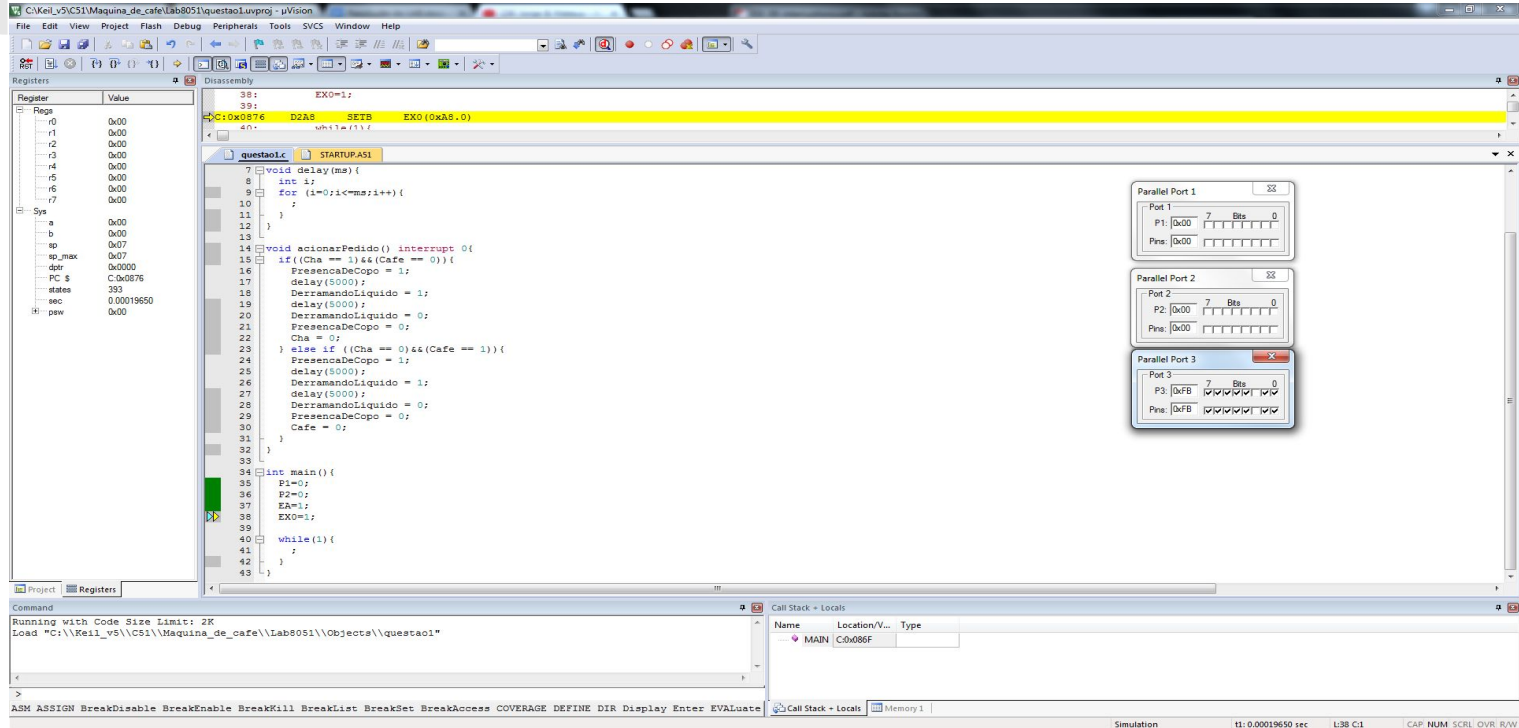 C:\Keil_v5\C51\Maquina_de_cafe\Lab8051\questao1.uvproj - µVision
File Edit View Project Flash Debug Peripherals Tools SVCS Window Help
RST
Registers
Register Value
Regs
r0 0x00
r1 0x00
r2 0x00
r3 0x00
r4 0x00
r5 0x00
r6 0x00
r7 0x00
Sys
a 0x00
b 0x00
sp 0x07
sp_max 0x07
dptr 0x0000
PC $ C:0x0876
states 393
sec 0.00019650
psw 0x00
Project Registers
Disassembly
38: EX0=1;
39:
C:0x0876 D2A8 SETB EX0(0xA8.0)
40: while(1){
questao1.c STARTUP.A51
7 void delay(ms){
8 int i;
9 for (i=0;i<=ms;i++){
10 ;
11 }
12 }
13
14 void acionarPedido() interrupt 0{
15 if((Cha == 1)&&(Cafe == 0)){
16 PresencaDeCopo = 1;
17 delay(5000);
18 DerramandoLiquido = 1;
19 delay(5000);
20 DerramandoLiquido = 0;
21 PresencaDeCopo = 0;
22 Cha = 0;
23 } else if ((Cha == 0)&&(Cafe == 1)){
24 PresencaDeCopo = 1;
25 delay(5000);
26 DerramandoLiquido = 1;
27 delay(5000);
28 DerramandoLiquido = 0;
29 PresencaDeCopo = 0;
30 Cafe = 0;
31 }
32 }
33
34 int main(){
35 P1=0;
36 P2=0;
37 EA=1;
38 EX0=1;
39
40 while(1){
41 ;
42 }
43 }
Parallel Port 1
Port 1
7 Bits 0
P1: 0x00
Pins: 0x00
Parallel Port 2
Port 2
7 Bits 0
P2: 0x00
Pins: 0x00
Parallel Port 3
Port 3
7 Bits 0
P3: 0xFB
Pins: 0xFB
Command
Running with Code Size Limit: 2K
Load "C:\\Keil_v5\\C51\\Maquina_de_cafe\\Lab8051\\Objects\\questao1"
>
ASM ASSIGN BreakDisable BreakEnable BreakKill BreakList BreakSet BreakAccess COVERAGE DEFINE DIR Display Enter EVALuate
Call Stack + Locals
Name Location/V... Type
MAIN C:0x086F
Call Stack + Locals Memory 1
Simulation t1: 0.00019650 sec L:38 C:1 CAP NUM SCRL OVR R/W